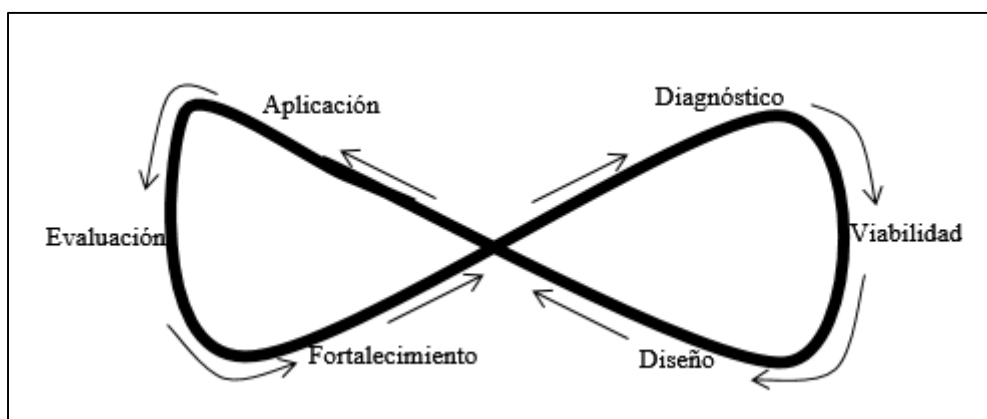 Aplicación
Diagnóstico
Evaluación
Viabilidad
Fortalecimiento
Diseño